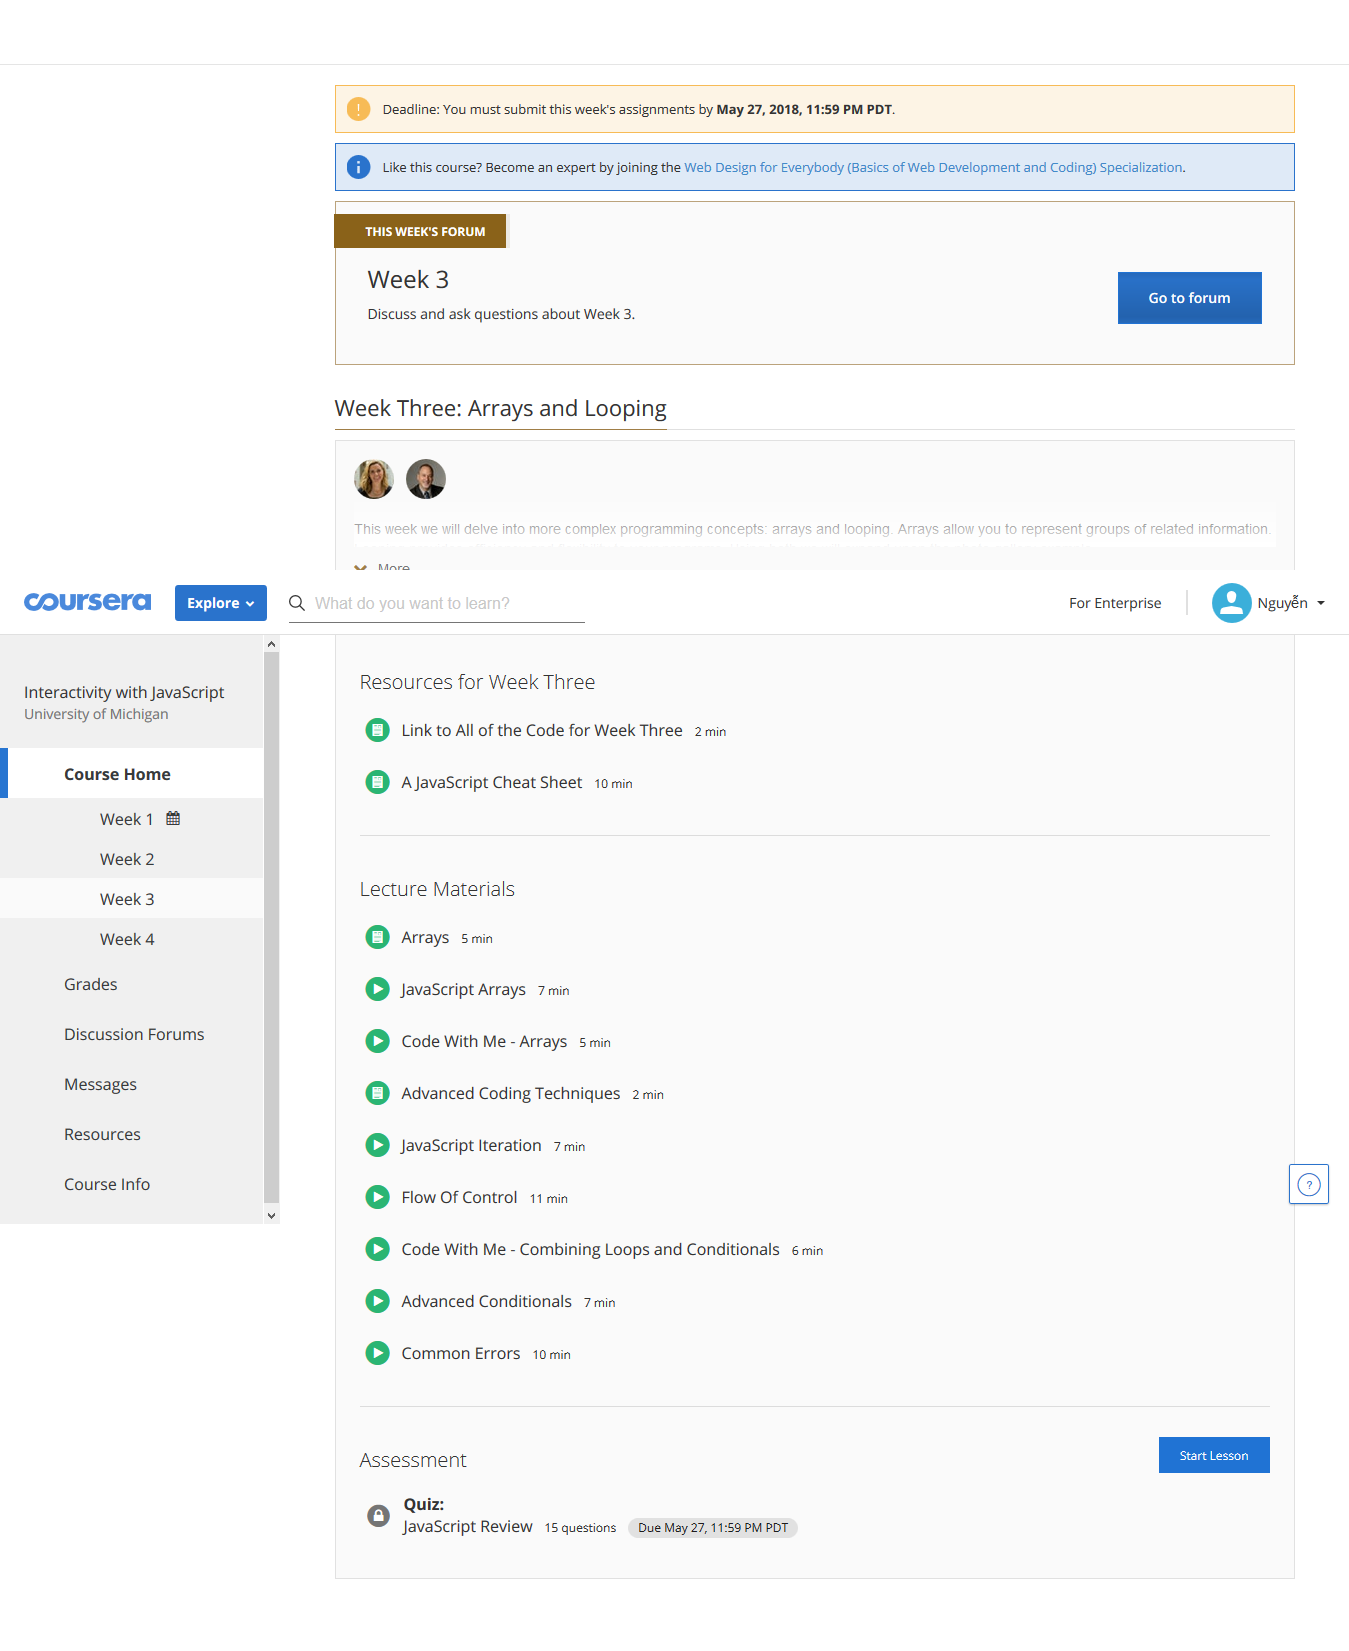 Deadline: You must submit this week's assignments by May 27, 2018, 11:59 PM PDT.
Like this course? Become an expert by joining the Web Design for Everybody (Basics of Web Development and Coding) Specialization.
THIS WEEK'S FORUM
Week 3
Discuss and ask questions about Week 3.
Go to forum
Week Three: Arrays and Looping
This week we will delve into more complex programming concepts: arrays and looping. Arrays allow you to represent groups of related information.
More
coursera
Explore
What do you want to learn?
For Enterprise
Nguyễn
Interactivity with JavaScript
University of Michigan
Course Home
Week 1
Week 2
Week 3
Week 4
Grades
Discussion Forums
Messages
Resources
Course Info
Resources for Week Three
Link to All of the Code for Week Three 2 min
A JavaScript Cheat Sheet 10 min
Lecture Materials
Arrays 5 min
JavaScript Arrays 7 min
Code With Me - Arrays 5 min
Advanced Coding Techniques 2 min
JavaScript Iteration 7 min
Flow Of Control 11 min
Code With Me - Combining Loops and Conditionals 6 min
Advanced Conditionals 7 min
Common Errors 10 min
?
Assessment
Start Lesson
Quiz:
JavaScript Review 15 questions Due May 27, 11:59 PM PDT